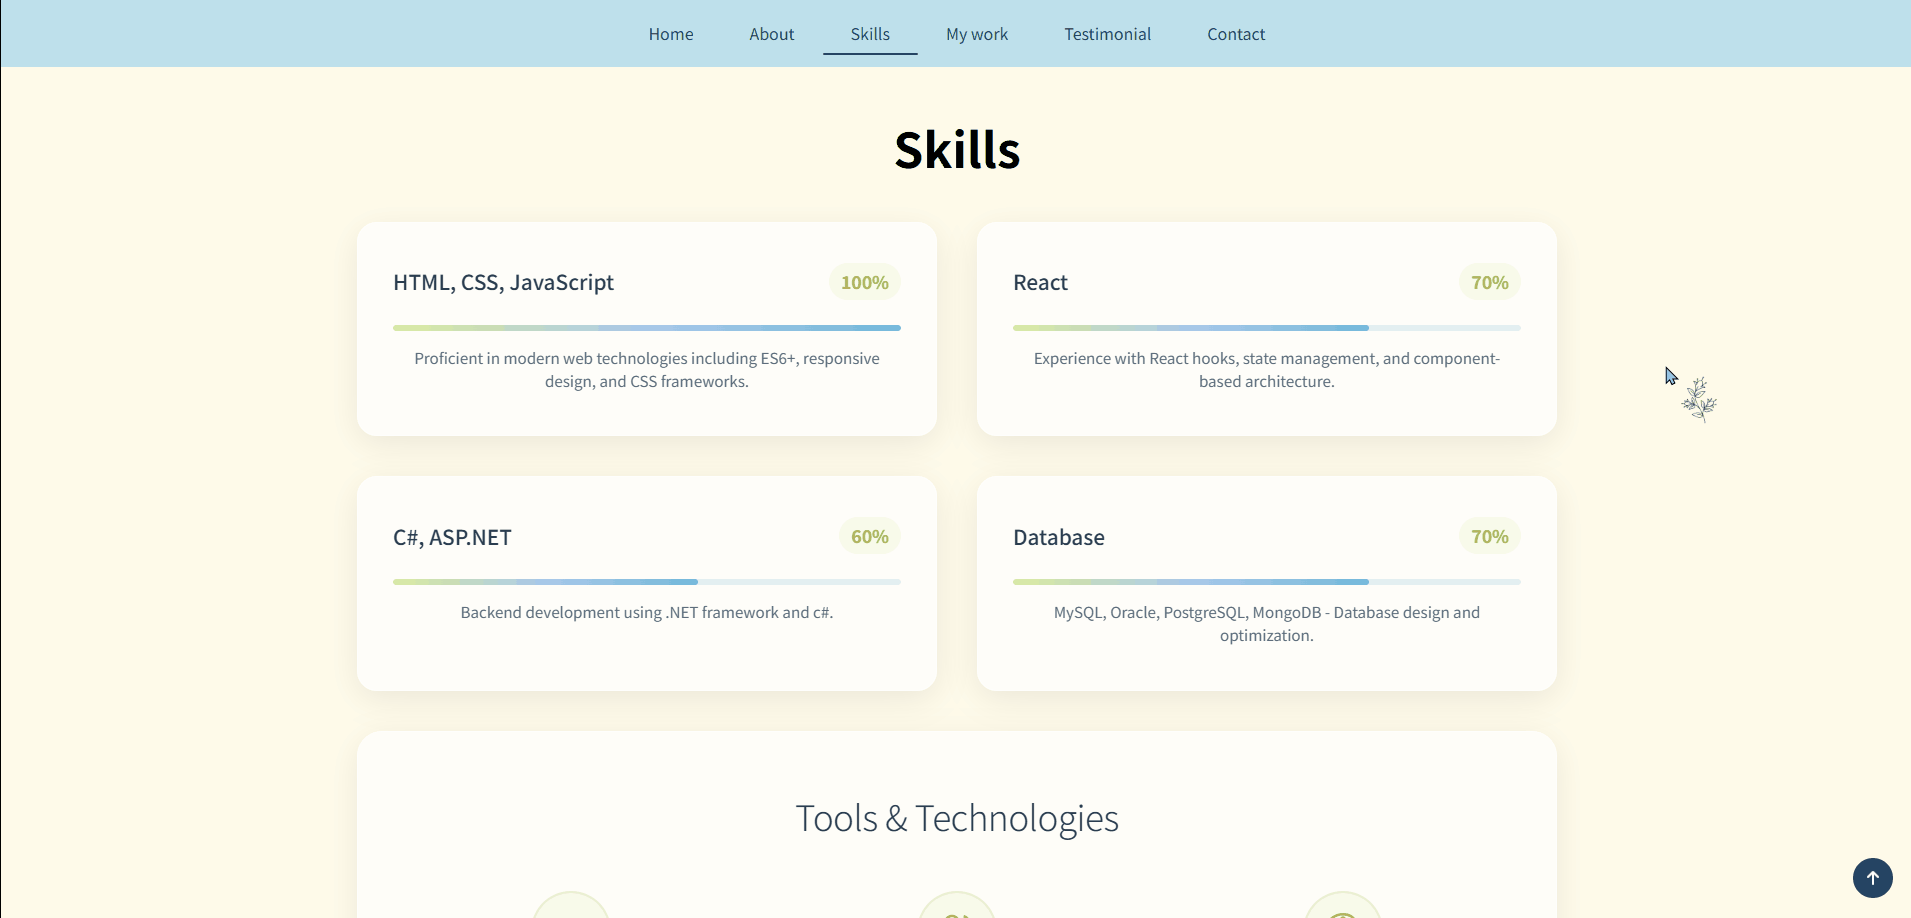 Home About Skills My work Testimonial Contact
Skills
HTML, CSS, JavaScript 100%
Proficient in modern web technologies including ES6+, responsive
design, and CSS frameworks.
React 70%
Experience with React hooks, state management, and component-
based architecture.
C#, ASP.NET 60%
Backend development using .NET framework and c#.
Database 70%
MySQL, Oracle, PostgreSQL, MongoDB - Database design and
optimization.
Tools & Technologies